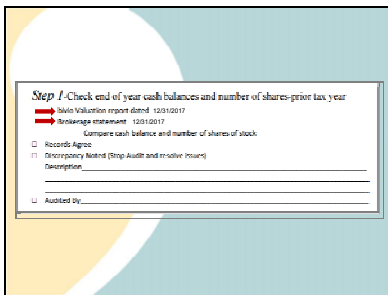 Step 1-Check end of year cash balances and number of shares-prior tax year
bivio Valuation report dated 12/31/2017
Brokerage statement 12/31/2017
Compare cash balance and number of shares of stock
Records Agree
Discrepancy Noted (Stop Audit and resolve issues)
Description
Audited By